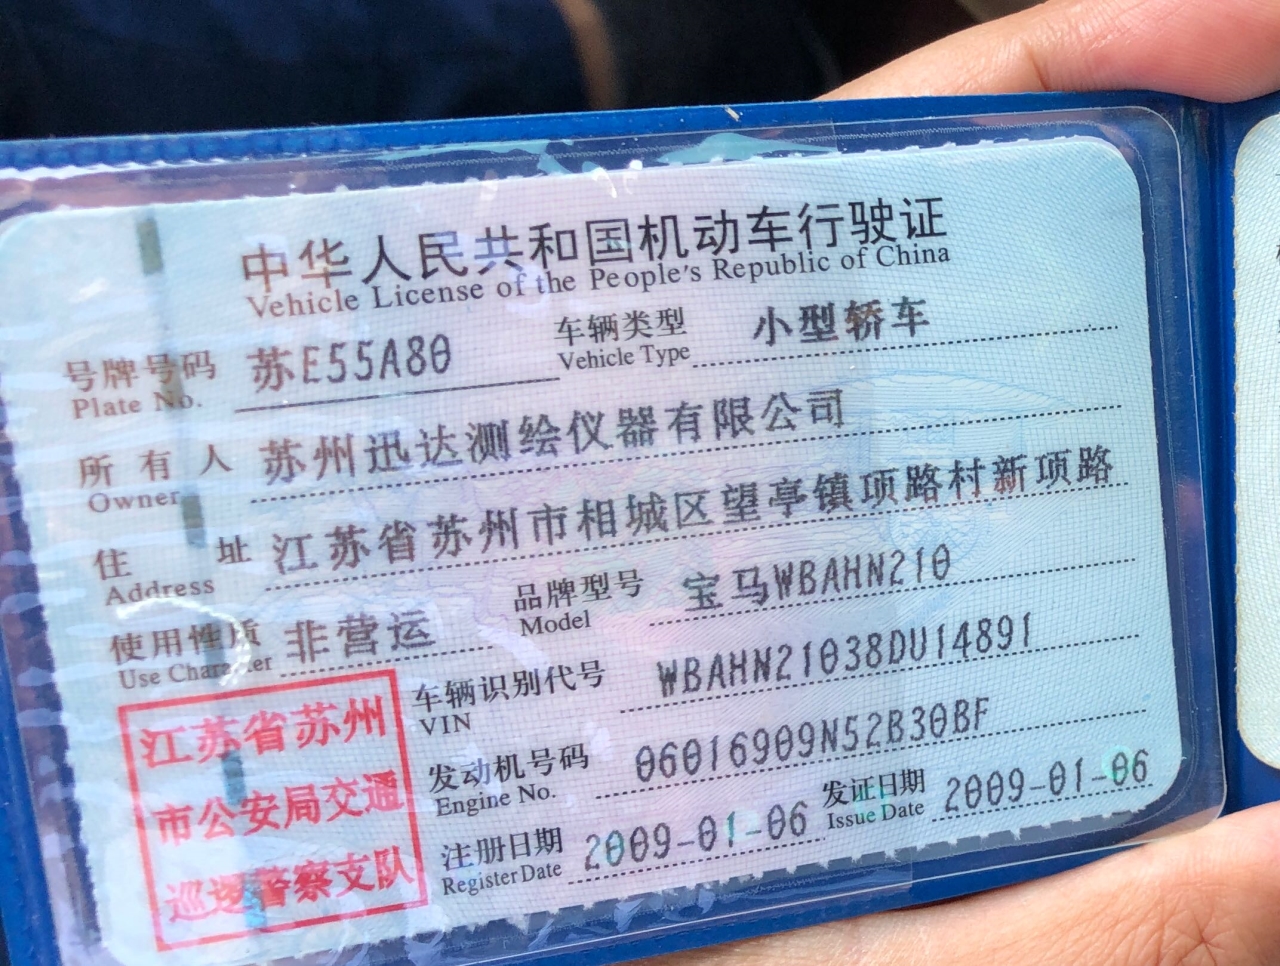 中华人民共和国机动车行驶证
Vehicle License of the People's Republic of China
号牌号码 苏E55A80 车辆类型 小型轿车
Plate No. Vehicle Type
所有人 苏州迅达测绘仪器有限公司
Owner
住址 江苏省苏州市相城区望亭镇项路村新项路
Address
使用性质 非营运 品牌型号 宝马WBAHN210
Use Character Model
车辆识别代号 WBAHN21038DU14891
VIN
发动机号码 06016909N52B30BF
Engine No.
注册日期 2009-01-06 发证日期 2009-01-06
Register Date Issue Date
江苏省苏州
市公安局交通
巡逻警察支队